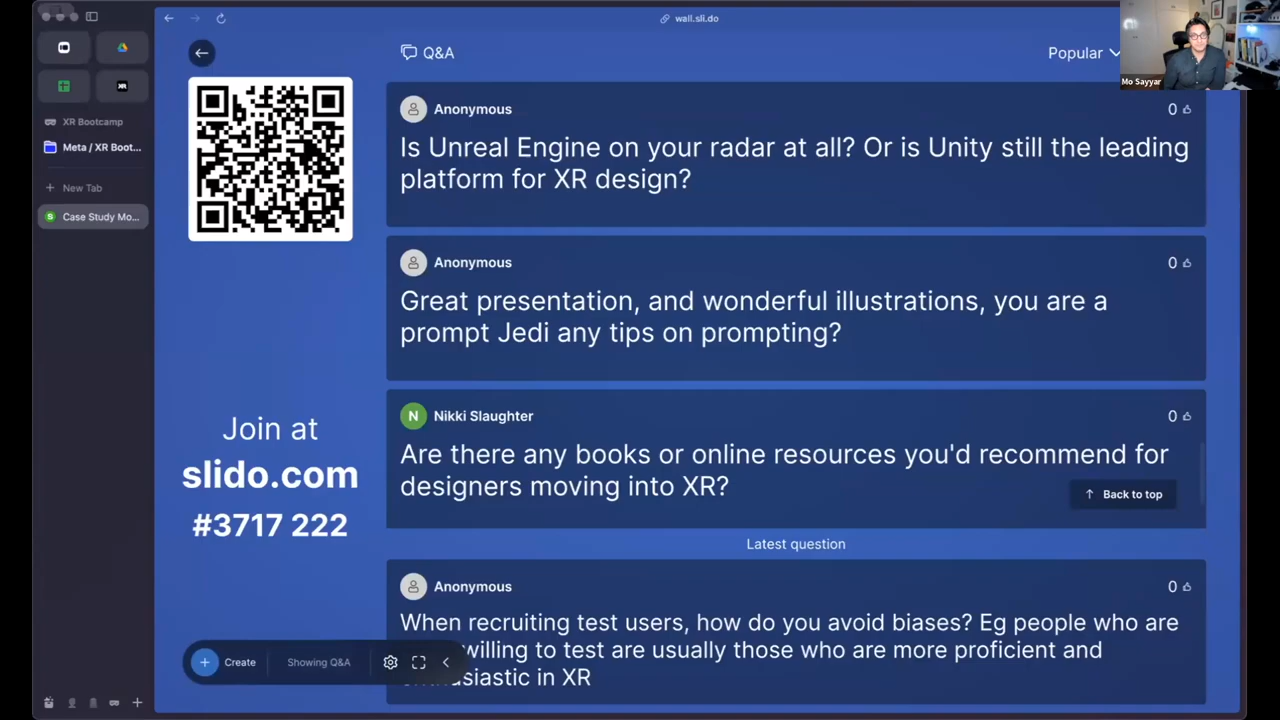 wall.sli.do
Mo Sayyar
XR Bootcamp
Meta / XR Boot...
New Tab
Case Study Mo...
Q&A
Popular
Anonymous
0
Is Unreal Engine on your radar at all? Or is Unity still the leading
platform for XR design?
Anonymous
0
Great presentation, and wonderful illustrations, you are a
prompt Jedi any tips on prompting?
N
Nikki Slaughter
0
Are there any books or online resources you'd recommend for
designers moving into XR?
Back to top
Join at
slido.com
#3717 222
Latest question
Anonymous
0
When recruiting test users, how do you avoid biases? Eg people who are
willing to test are usually those who are more proficient and
in XR
Create
Showing Q&A
XR
S